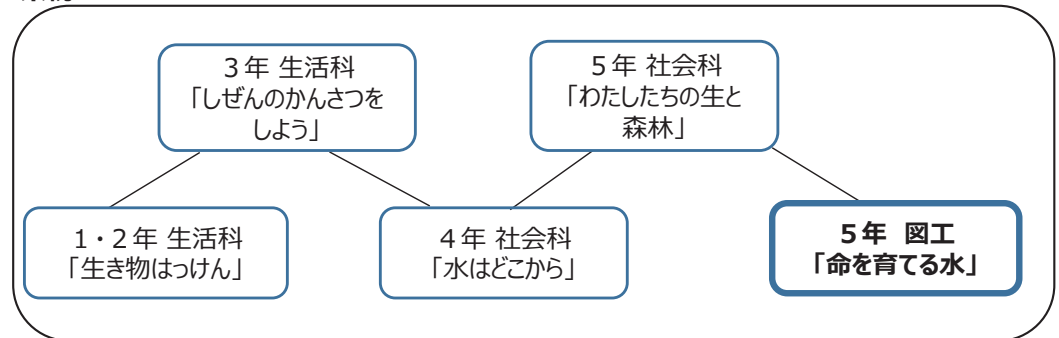 3年 生活科
「しぜんのかんさつを
しよう」
5年 社会科
「わたしたちの生と
森林」
1・2年 生活科
「生き物はっけん」
4年 社会科
「水はどこから」
5年 図工
「命を育てる水」